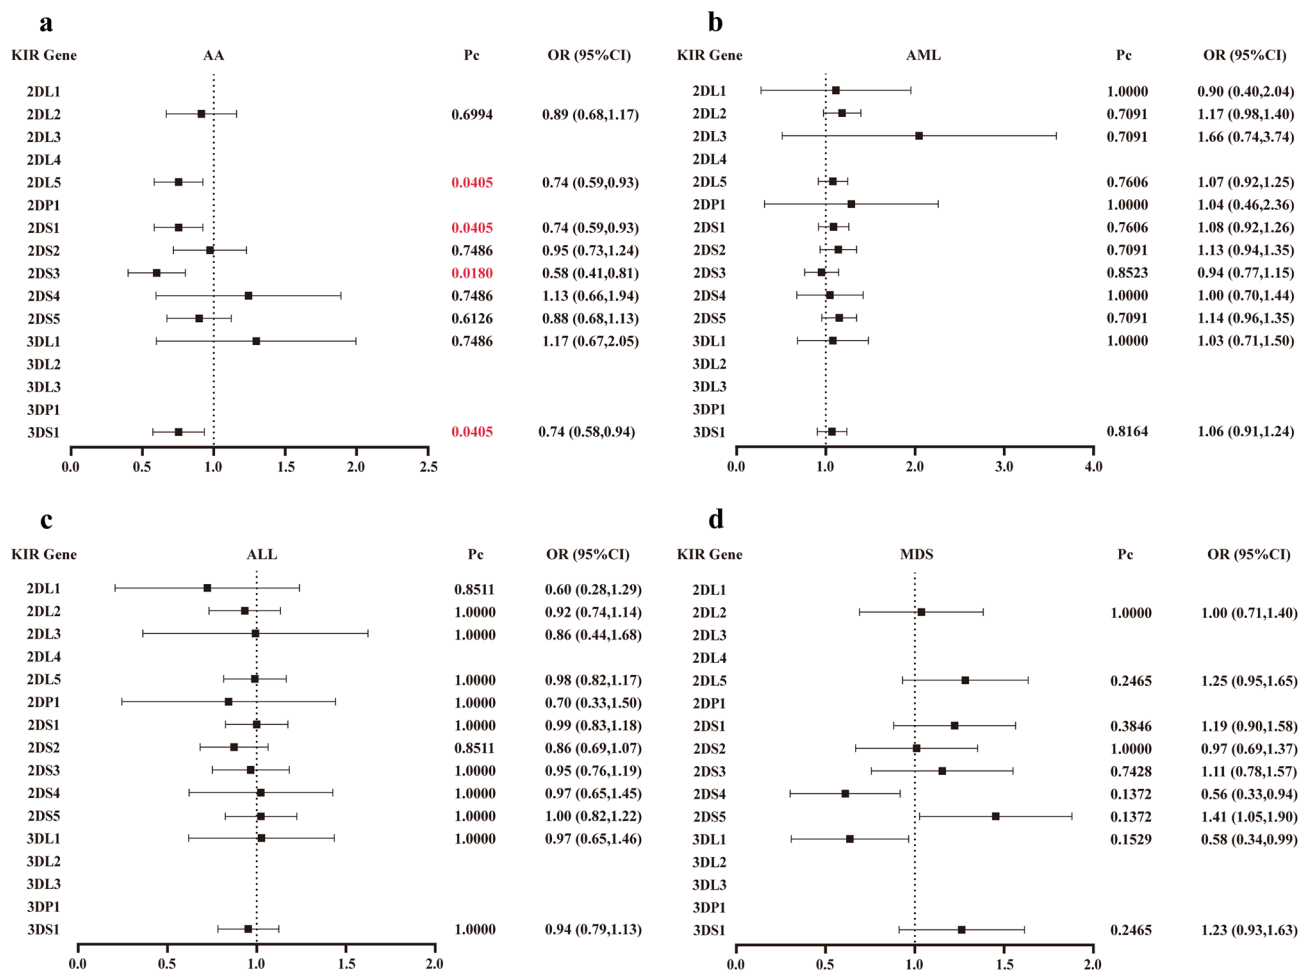 a
KIR Gene AA Pc OR (95%CI)
2DL1
2DL2 0.6994 0.89 (0.68,1.17)
2DL3
2DL4
2DL5 0.0405 0.74 (0.59,0.93)
2DP1
2DS1 0.0405 0.74 (0.59,0.93)
2DS2 0.7486 0.95 (0.73,1.24)
2DS3 0.0180 0.58 (0.41,0.81)
2DS4 0.7486 1.13 (0.66,1.94)
2DS5 0.6126 0.88 (0.68,1.13)
3DL1 0.7486 1.17 (0.67,2.05)
3DL2
3DL3
3DP1
3DS1 0.0405 0.74 (0.58,0.94)
0.0 0.5 1.0 1.5 2.0 2.5
b
KIR Gene AML Pc OR (95%CI)
2DL1 1.0000 0.90 (0.40,2.04)
2DL2 0.7091 1.17 (0.98,1.40)
2DL3 0.7091 1.66 (0.74,3.74)
2DL4
2DL5 0.7606 1.07 (0.92,1.25)
2DP1 1.0000 1.04 (0.46,2.36)
2DS1 0.7606 1.08 (0.92,1.26)
2DS2 0.7091 1.13 (0.94,1.35)
2DS3 0.8523 0.94 (0.77,1.15)
2DS4 1.0000 1.00 (0.70,1.44)
2DS5 0.7091 1.14 (0.96,1.35)
3DL1 1.0000 1.03 (0.71,1.50)
3DL2
3DL3
3DP1
3DS1 0.8164 1.06 (0.91,1.24)
0.0 1.0 2.0 3.0 4.0
c
KIR Gene ALL Pc OR (95%CI)
2DL1 0.8511 0.60 (0.28,1.29)
2DL2 1.0000 0.92 (0.74,1.14)
2DL3 1.0000 0.86 (0.44,1.68)
2DL4
2DL5 1.0000 0.98 (0.82,1.17)
2DP1 1.0000 0.70 (0.33,1.50)
2DS1 1.0000 0.99 (0.83,1.18)
2DS2 0.8511 0.86 (0.69,1.07)
2DS3 1.0000 0.95 (0.76,1.19)
2DS4 1.0000 0.97 (0.65,1.45)
2DS5 1.0000 1.00 (0.82,1.22)
3DL1 1.0000 0.97 (0.65,1.46)
3DL2
3DL3
3DP1
3DS1 1.0000 0.94 (0.79,1.13)
0.0 0.5 1.0 1.5 2.0
d
KIR Gene MDS Pc OR (95%CI)
2DL1
2DL2 1.0000 1.00 (0.71,1.40)
2DL3
2DL4
2DL5 0.2465 1.25 (0.95,1.65)
2DP1
2DS1 0.3846 1.19 (0.90,1.58)
2DS2 1.0000 0.97 (0.69,1.37)
2DS3 0.7428 1.11 (0.78,1.57)
2DS4 0.1372 0.56 (0.33,0.94)
2DS5 0.1372 1.41 (1.05,1.90)
3DL1 0.1529 0.58 (0.34,0.99)
3DL2
3DL3
3DP1
3DS1 0.2465 1.23 (0.93,1.63)
0.0 0.5 1.0 1.5 2.0